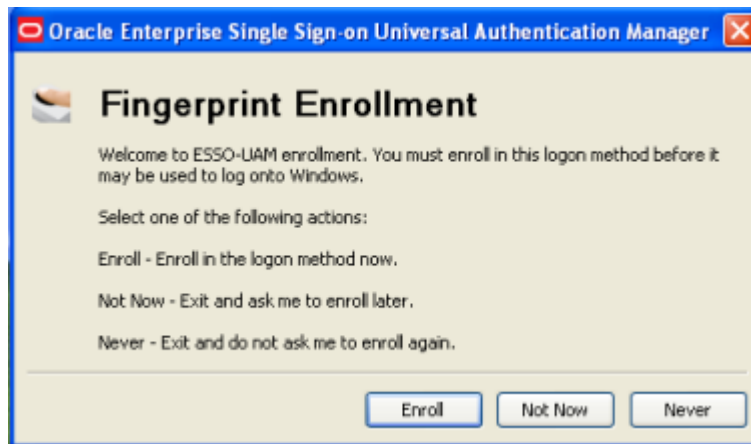 Oracle Enterprise Single Sign-on Universal Authentication Manager
Fingerprint Enrollment
Welcome to ESSO-UAM enrollment. You must enroll in this logon method before it
may be used to log onto Windows.
Select one of the following actions:
Enroll - Enroll in the logon method now.
Not Now - Exit and ask me to enroll later.
Never - Exit and do not ask me to enroll again.
Enroll Not Now Never